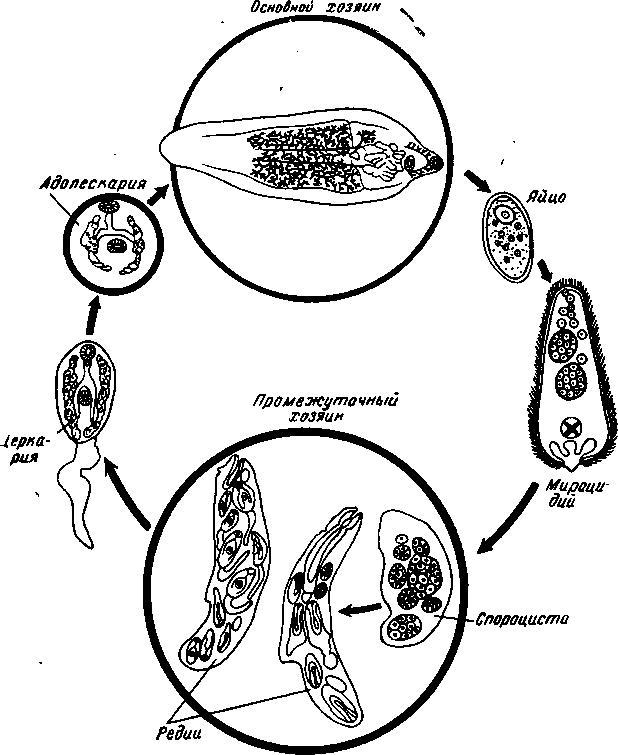 Основной хозяин
Адолескария
Яйцо
Промежуточный
хозяин
Церка-
рия
Мираци-
дий
Спороциста
Редии